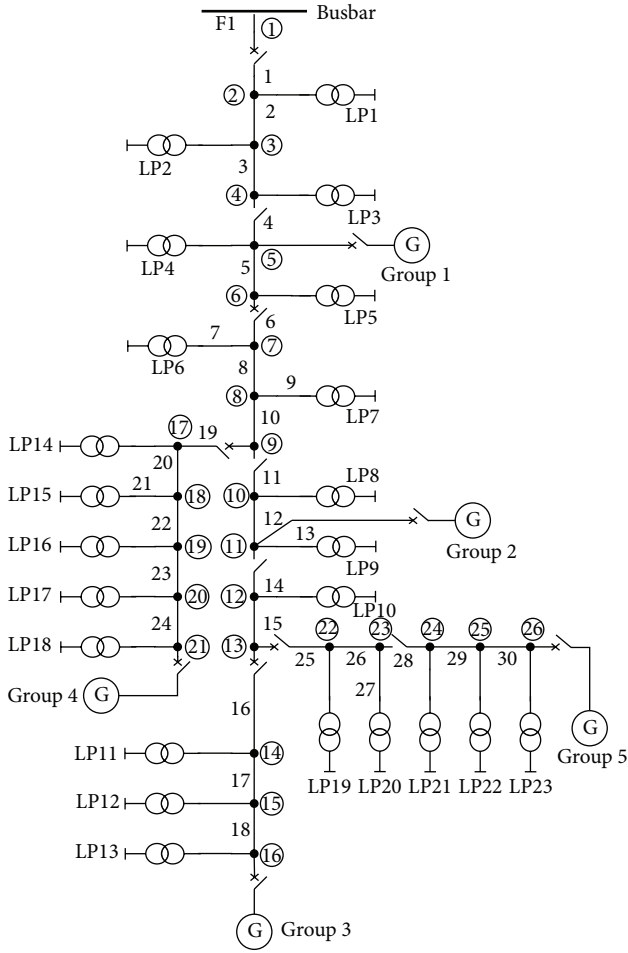 F1 ① Busbar
1
② 2 LP1
LP2 ③
3
④ LP3
4
LP4 ⑤ G
5 Group 1
⑥ LP5
6
7 ⑦
LP6 8
⑧ 9 LP7
10
LP14 ⑰ 19 ⑨
20
LP15 21 ⑱ ⑩ 11 LP8
22 12 G
LP16 ⑲ ⑪ 13 Group 2
23 LP9
LP17 ⑳ ⑫ 14 LP10
24 15
LP18 ㉑ ⑬ 25 ㉒ 26 ㉓ 28 ㉔ 29 ㉕ 30 ㉖
Group 4 G 27
16 G
Group 5
LP11 ⑭
17 LP19 LP20 LP21 LP22 LP23
LP12 ⑮
18
LP13 ⑯
G Group 3